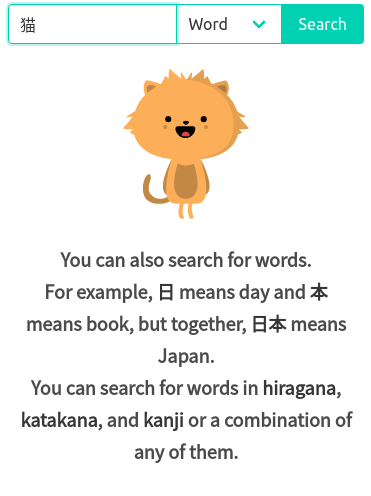 猫 Word Search
You can also search for words.
For example, 日 means day and 本
means book, but together, 日本 means
Japan.
You can search for words in hiragana,
katakana, and kanji or a combination of
any of them.